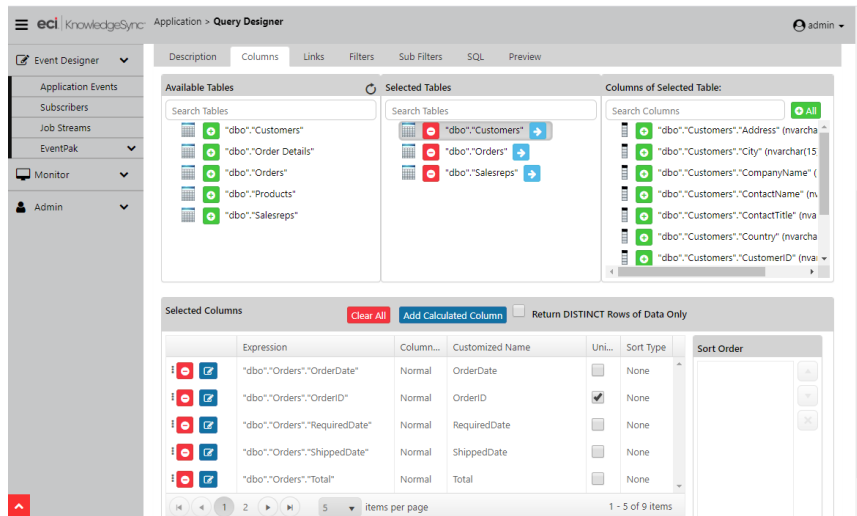 eci KnowledgeSync
Application > Query Designer
admin
Event Designer
Application Events
Subscribers
Job Streams
EventPak
Monitor
Admin
Description Columns Links Filters Sub Filters SQL Preview
Available Tables
Search Tables
"dbo"."Customers"
"dbo"."Order Details"
"dbo"."Orders"
"dbo"."Products"
"dbo"."Salesreps"
Selected Tables
Search Tables
"dbo"."Customers"
"dbo"."Orders"
"dbo"."Salesreps"
Columns of Selected Table:
Search Columns
All
"dbo"."Customers"."Address" (nvarcha
"dbo"."Customers"."City" (nvarchar(15
"dbo"."Customers"."CompanyName" (
"dbo"."Customers"."ContactName" (nv
"dbo"."Customers"."ContactTitle" (nva
"dbo"."Customers"."Country" (nvarcha
"dbo"."Customers"."CustomerID" (nvar
Selected Columns
Clear All
Add Calculated Column
Return DISTINCT Rows of Data Only
Expression Column... Customized Name Uni... Sort Type
"dbo"."Orders"."OrderDate" Normal OrderDate None
"dbo"."Orders"."OrderID" Normal OrderID None
"dbo"."Orders"."RequiredDate" Normal RequiredDate None
"dbo"."Orders"."ShippedDate" Normal ShippedDate None
"dbo"."Orders"."Total" Normal Total None
1 2 5 items per page 1 - 5 of 9 items
Sort Order